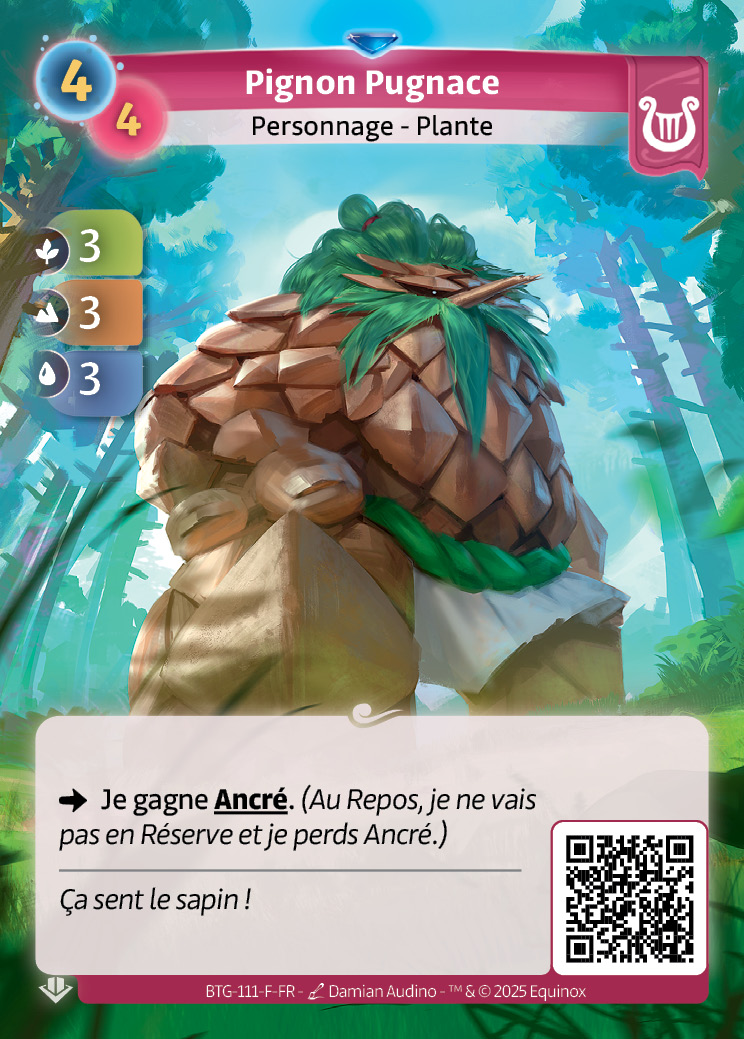 4
Pignon Pugnace
4
Personnage - Plante
3
3
3
Je gagne Ancré. (Au Repos, je ne vais
pas en Réserve et je perds Ancré.)
Ça sent le sapin !
BTG-111-F-FR - Damian Audino - ™ & © 2025 Equinox